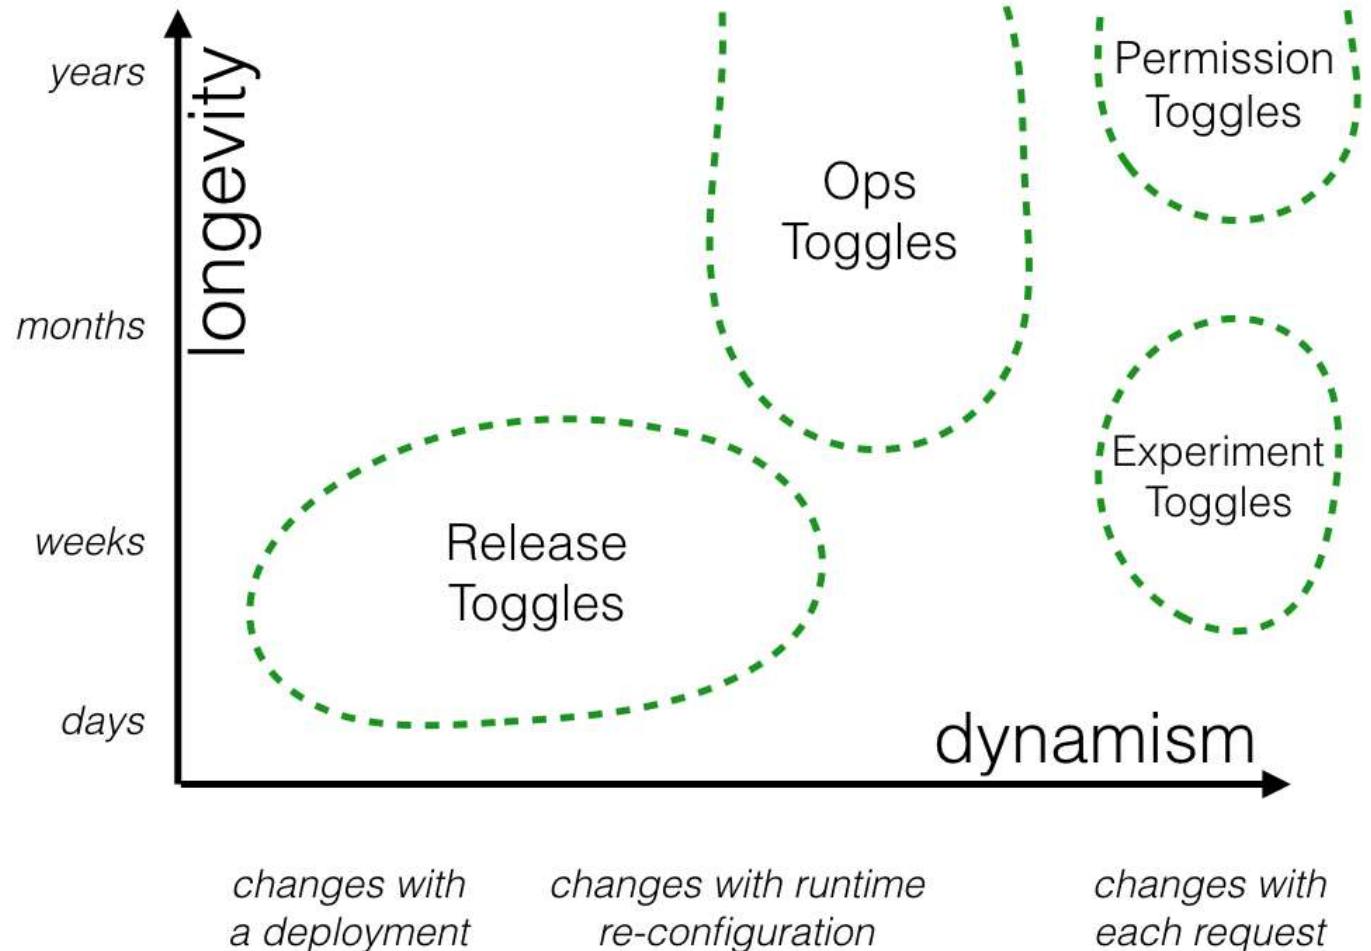 years
months
weeks
days
longevity
Permission
Toggles
Ops
Toggles
Experiment
Toggles
Release
Toggles
dynamism
changes with
a deployment
changes with runtime
re-configuration
changes with
each request